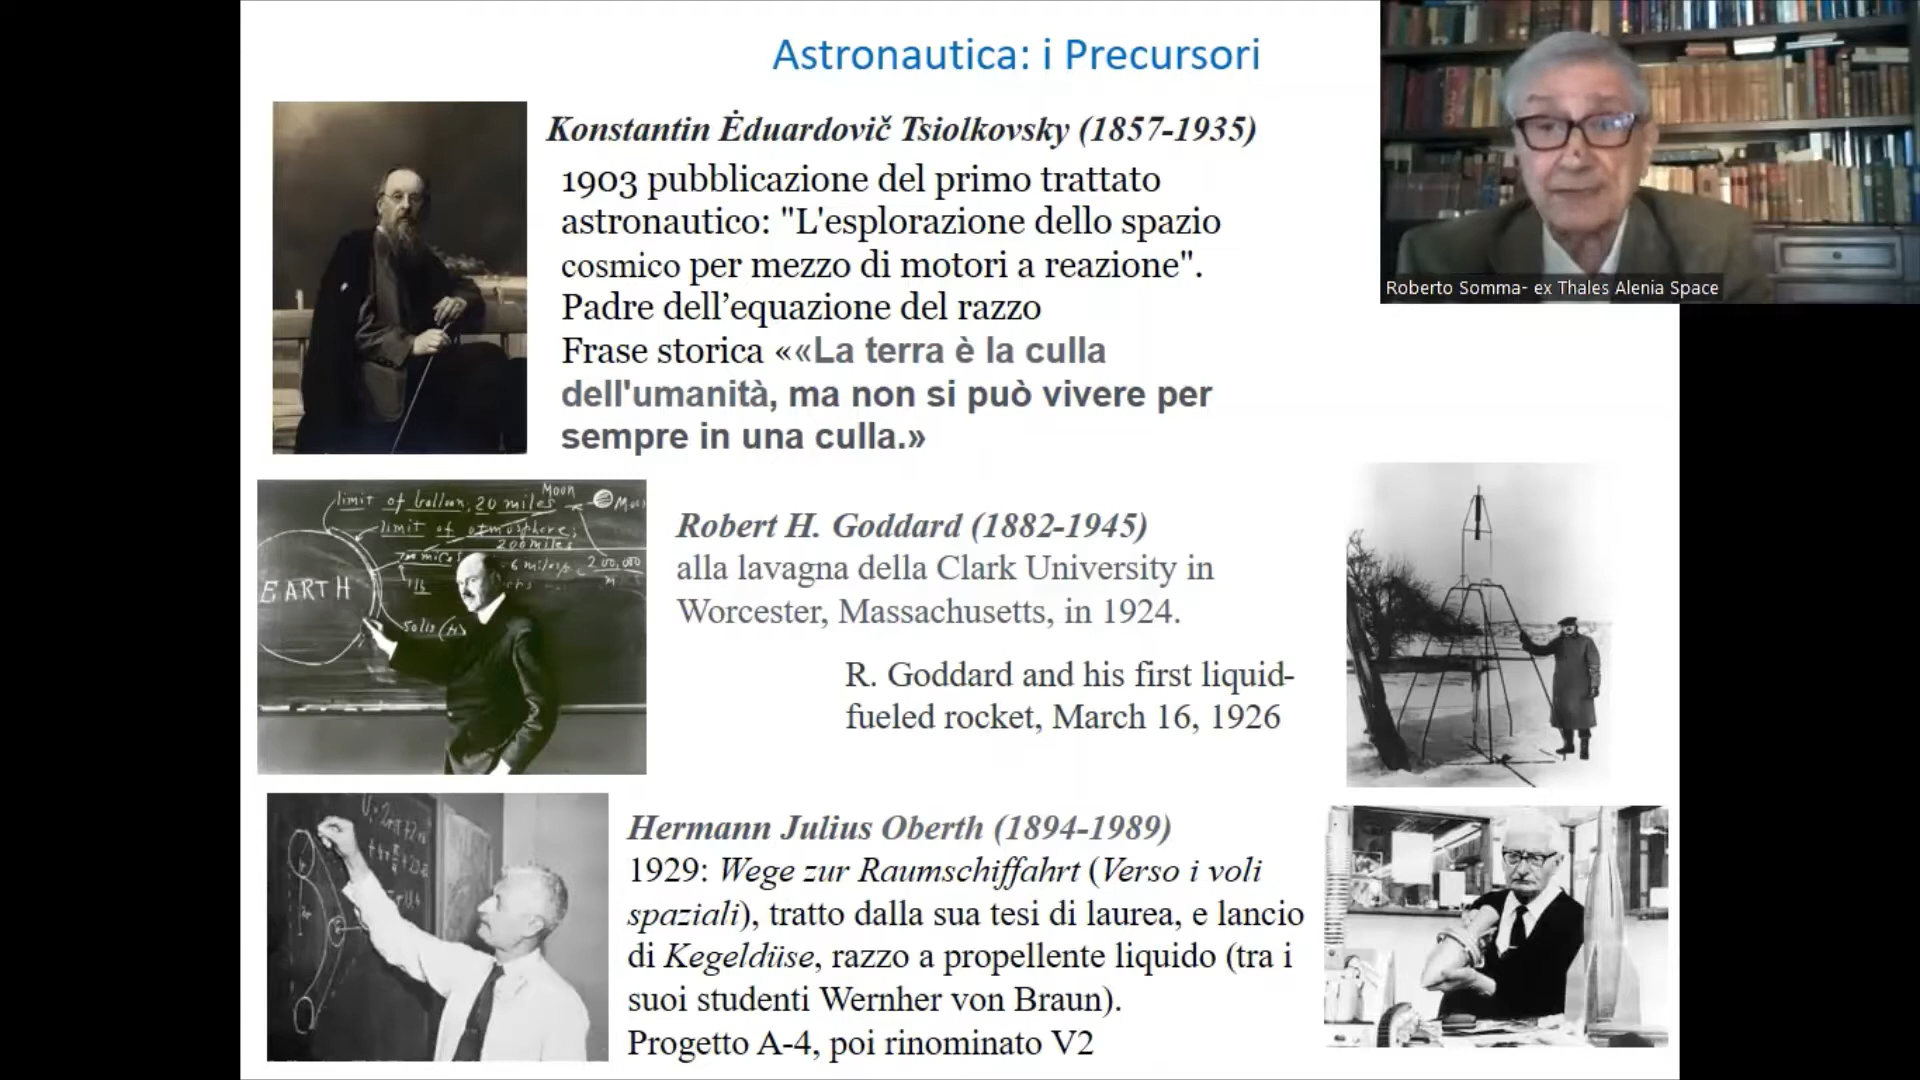 Astronautica: i Precursori
Konstantin Ėduardovič Tsiolkovsky (1857-1935)
1903 pubblicazione del primo trattato
astronautico: "L'esplorazione dello spazio
cosmico per mezzo di motori a reazione".
Padre dell’equazione del razzo
Frase storica ««La terra è la culla
dell'umanità, ma non si può vivere per
sempre in una culla.»
Roberto Somma- ex Thales Alenia Space
limit of balloon, 20 miles
Moon
limit of atmosphere;
200 miles
EARTH
200,000
Robert H. Goddard (1882-1945)
alla lavagna della Clark University in
Worcester, Massachusetts, in 1924.
R. Goddard and his first liquid-
fueled rocket, March 16, 1926
Hermann Julius Oberth (1894-1989)
1929: Wege zur Raumschiffahrt (Verso i voli
spaziali), tratto dalla sua tesi di laurea, e lancio
di Kegeldüse, razzo a propellente liquido (tra i
suoi studenti Wernher von Braun).
Progetto A-4, poi rinominato V2